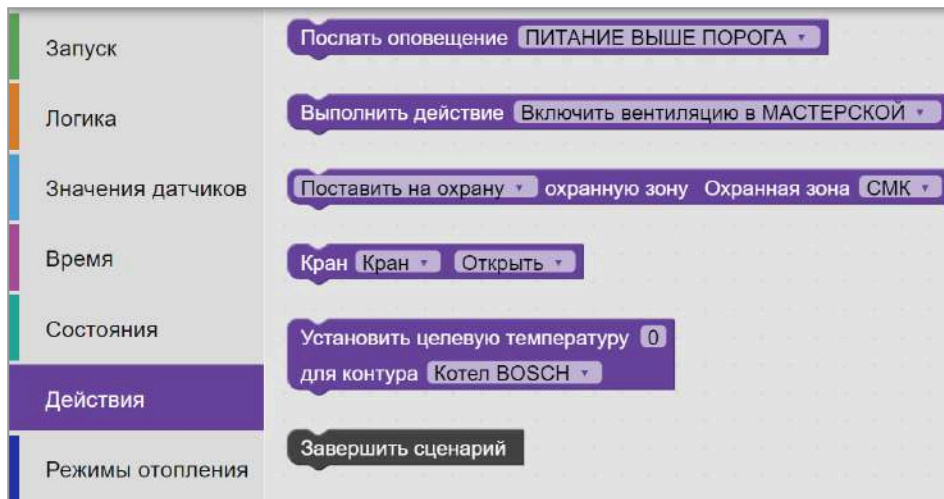 Запуск
Логика
Значения датчиков
Время
Состояния
Действия
Режимы отопления
Послать оповещение ПИТАНИЕ ВЫШЕ ПОРОГА
Выполнить действие Включить вентиляцию в МАСТЕРСКОЙ
Поставить на охрану охранную зону Охранная зона СМК
Кран Кран Открыть
Установить целевую температуру 0
для контура Котел BOSCH
Завершить сценарий